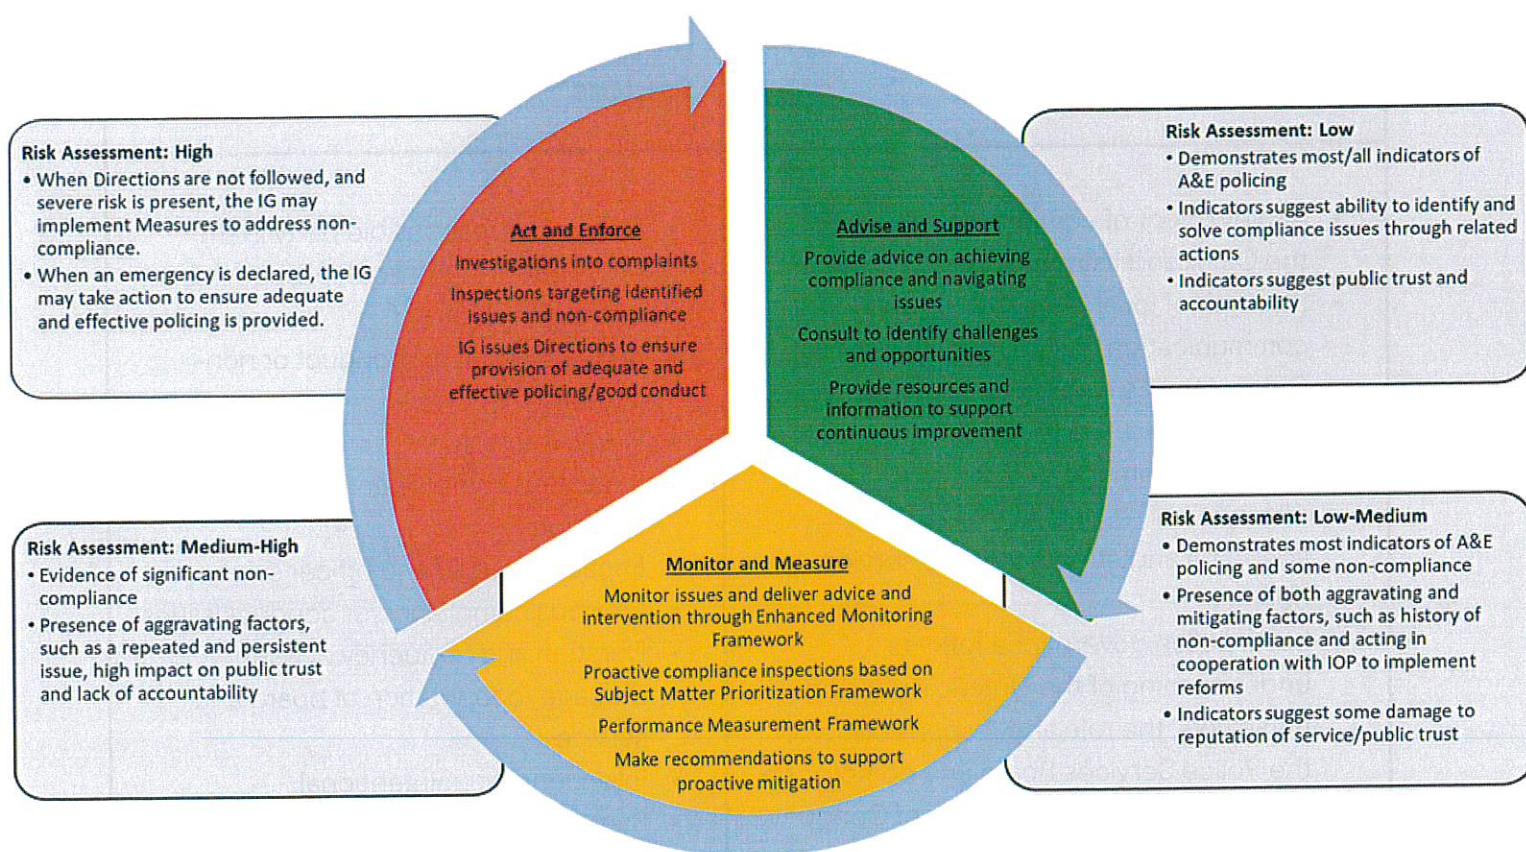 Risk Assessment: High
• When Directions are not followed, and
severe risk is present, the IG may
implement Measures to address non-
compliance.
• When an emergency is declared, the IG
may take action to ensure adequate
and effective policing is provided.
Act and Enforce
Investigations into complaints
Inspections targeting identified
issues and non-compliance
IG issues Directions to ensure
provision of adequate and
effective policing/good conduct
Advise and Support
Provide advice on achieving
compliance and navigating
issues
Consult to identify challenges
and opportunities
Provide resources and
information to support
continuous improvement
Risk Assessment: Low
• Demonstrates most/all indicators of
A&E policing
• Indicators suggest ability to identify and
solve compliance issues through related
actions
• Indicators suggest public trust and
accountability
Risk Assessment: Medium-High
• Evidence of significant non-
compliance
• Presence of aggravating factors,
such as a repeated and persistent
issue, high impact on public trust
and lack of accountability
Monitor and Measure
Monitor issues and deliver advice and
intervention through Enhanced Monitoring
Framework
Proactive compliance inspections based on
Subject Matter Prioritization Framework
Performance Measurement Framework
Make recommendations to support
proactive mitigation
Risk Assessment: Low-Medium
• Demonstrates most indicators of A&E
policing and some non-compliance
• Presence of both aggravating and
mitigating factors, such as history of
non-compliance and acting in
cooperation with IOP to implement
reforms
• Indicators suggest some damage to
reputation of service/public trust